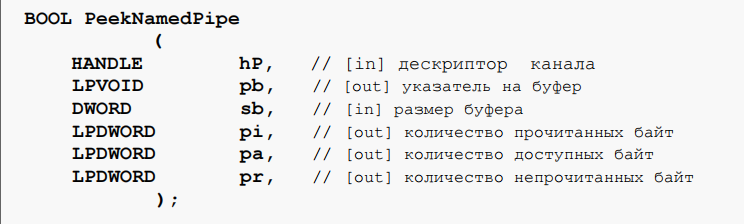 BOOL PeekNamedPipe
(
HANDLE hP, // [in] дескриптор канала
LPVOID pb, // [out] указатель на буфер
DWORD sb, // [in] размер буфера
LPDWORD pi, // [out] количество прочитанных байт
LPDWORD pa, // [out] количество доступных байт
LPDWORD pr, // [out] количество непрочитанных байт
);